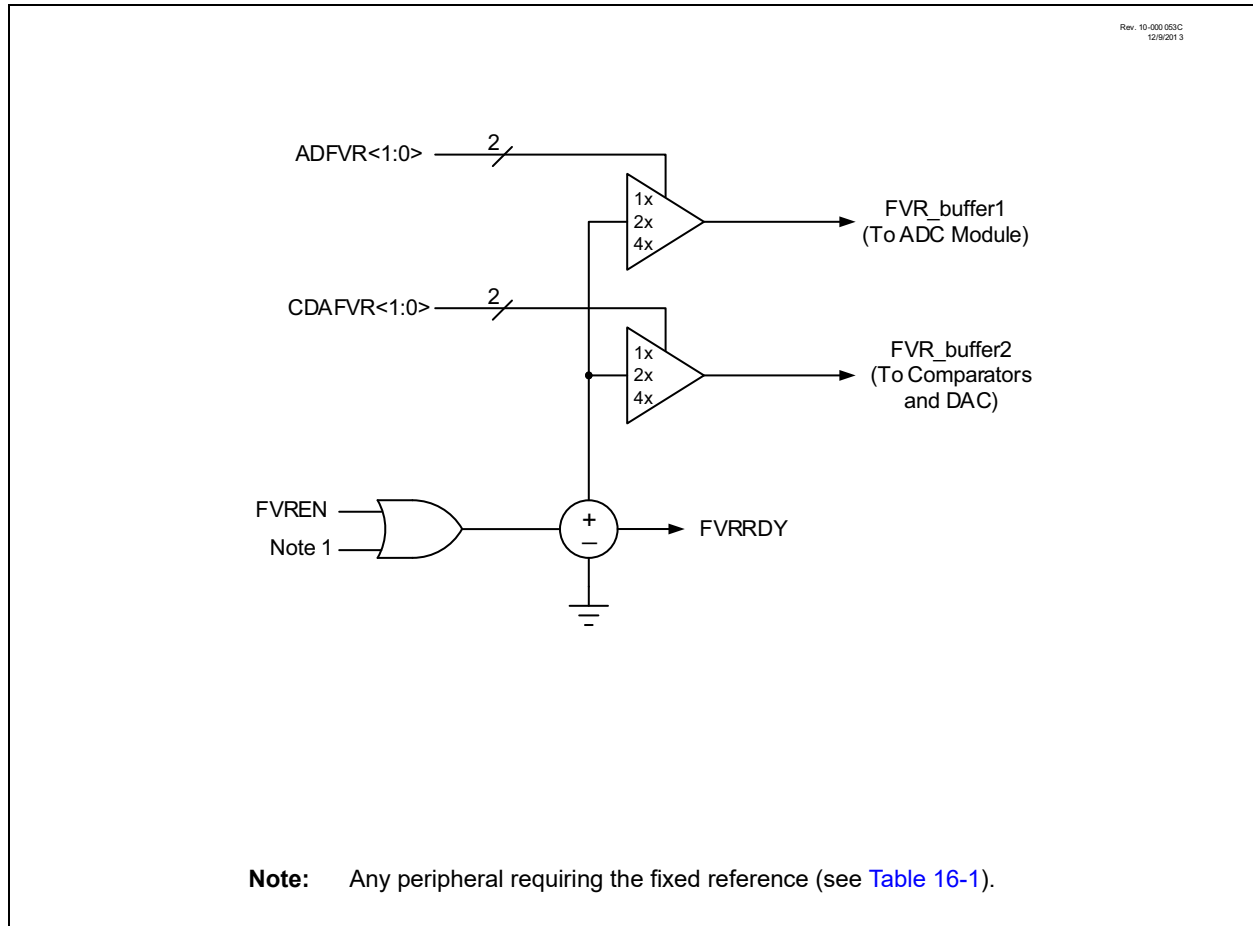 Rev. 10-000 053C
12/9/201 3
ADFVR<1:0>
2
1x
2x
4x
FVR_buffer1
(To ADC Module)
CDAFVR<1:0>
2
1x
2x
4x
FVR_buffer2
(To Comparators
and DAC)
FVREN
Note 1
+
–
FVRRDY
Note: Any peripheral requiring the fixed reference (see Table 16-1).